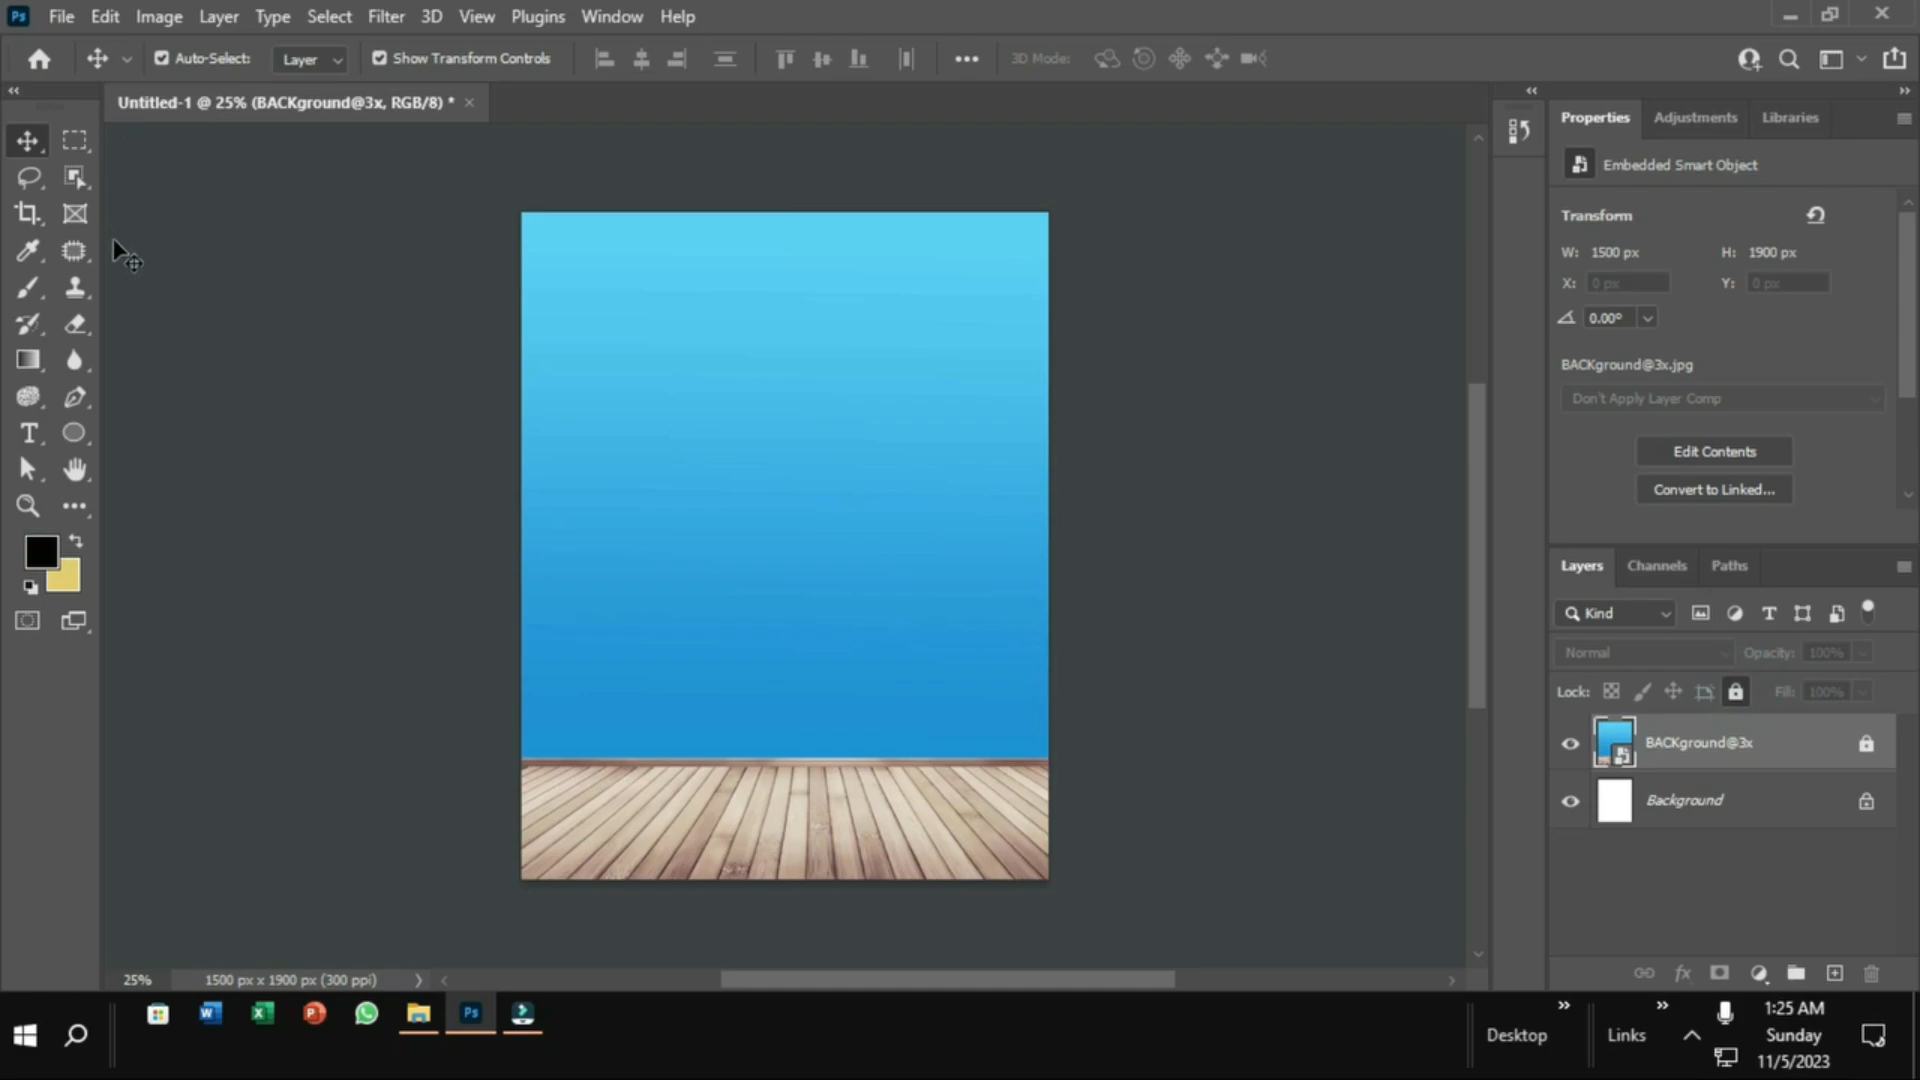 Ps File Edit Image Layer Type Select Filter 3D View Plugins Window Help
Auto-Select: Layer Show Transform Controls 3D Mode:
Untitled-1 @ 25% (BACKground@3x, RGB/8) * ×
Properties Adjustments Libraries
Embedded Smart Object
Transform
W: 1500 px H: 1900 px
X: 0 px Y: 0 px
0.00°
BACKground@3x.jpg
Don't Apply Layer Comp
Edit Contents
Convert to Linked...
Layers Channels Paths
Kind
Normal Opacity: 100%
Lock: Fill: 100%
BACKground@3x
Background
25% 1500 px x 1900 px (300 ppi)
Desktop
Links
1:25 AM
Sunday
11/5/2023